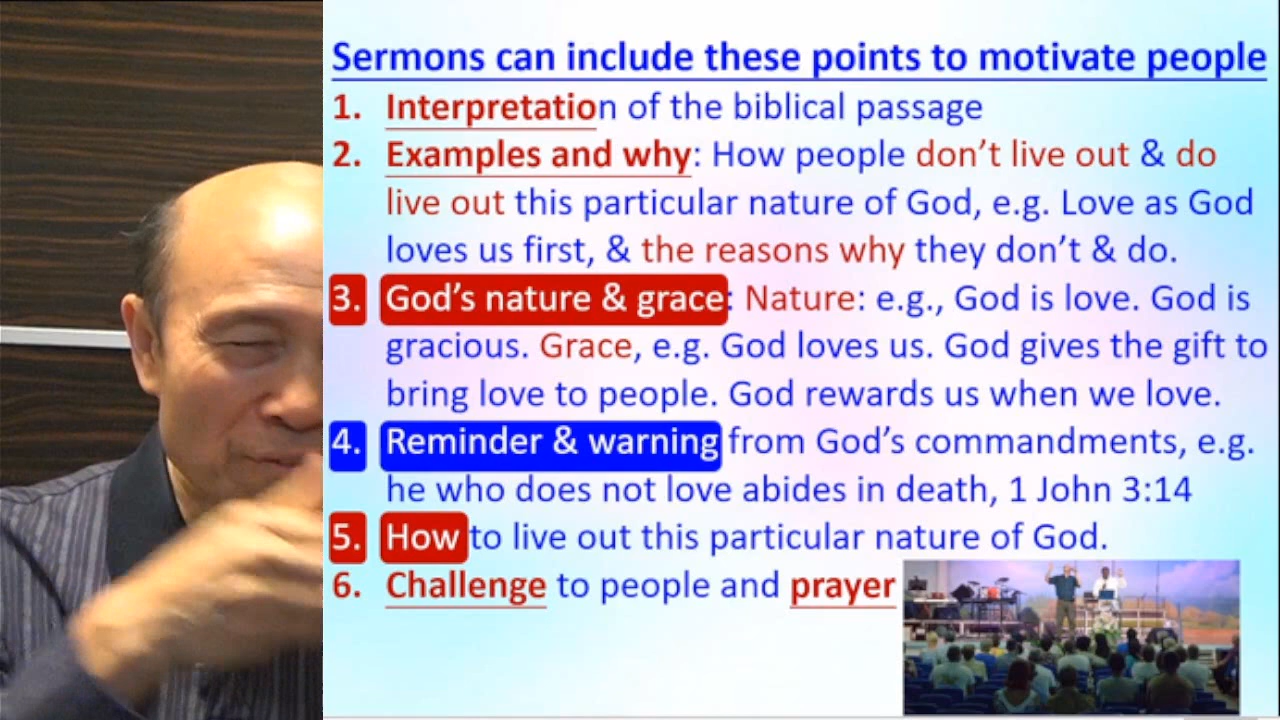 Sermons can include these points to motivate people
1. Interpretation of the biblical passage
2. Examples and why: How people don't live out & do
live out this particular nature of God, e.g. Love as God
loves us first, & the reasons why they don't & do.
3. God's nature & grace: Nature: e.g., God is love. God is
gracious. Grace, e.g. God loves us. God gives the gift to
bring love to people. God rewards us when we love.
4. Reminder & warning from God's commandments, e.g.
he who does not love abides in death, 1 John 3:14
5. How to live out this particular nature of God.
6. Challenge to people and prayer